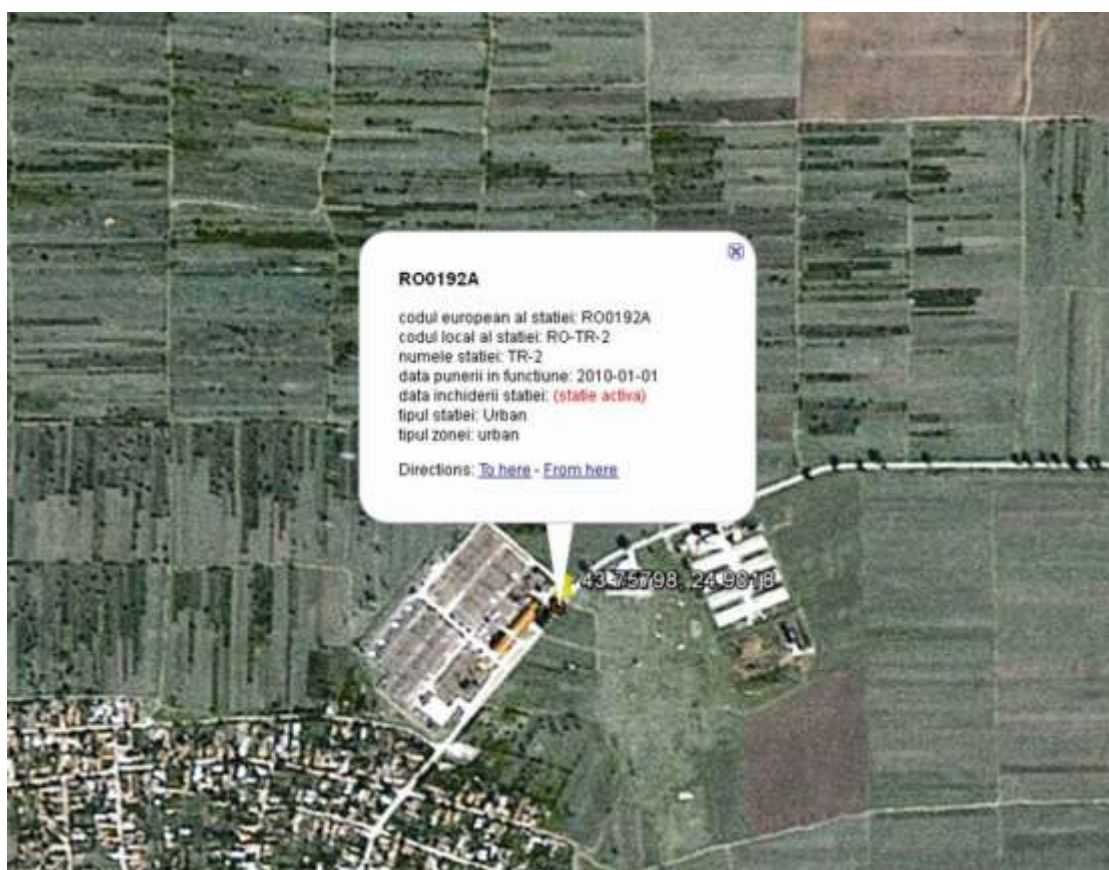 RO0192A
codul european al statiei: RO0192A
codul local al statiei: RO-TR-2
numele statiei: TR-2
data punerii in functiune: 2010-01-01
data inchiderii statiei: (statie activa)
tipul statiei: Urban
tipul zonei: urban
Directions: To here - From here
43.75798, 24.9818